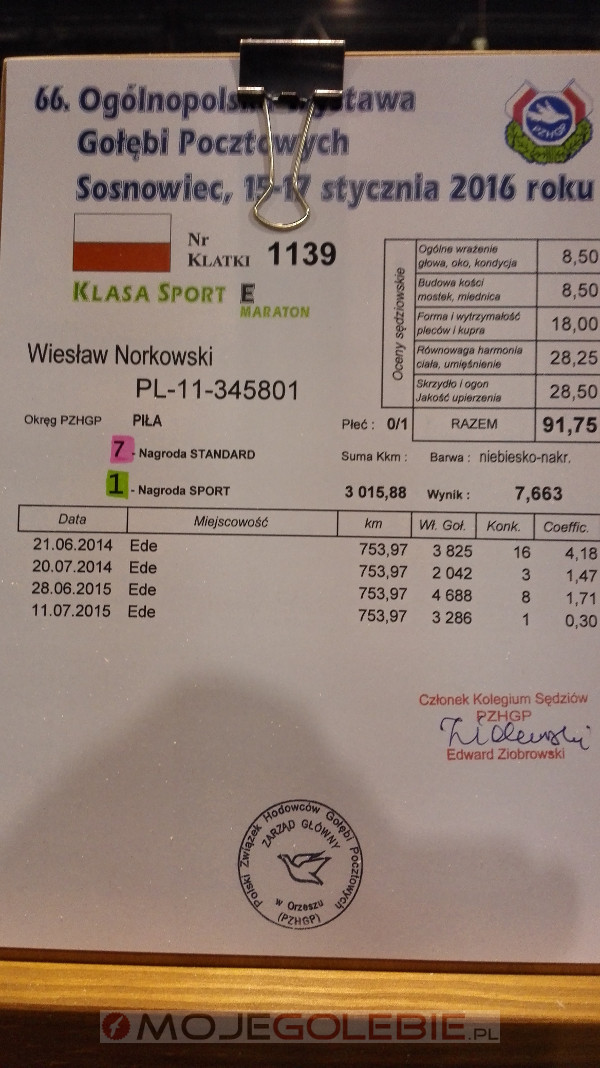 66. Ogólnopolska Wystawa
Gołębi Pocztowych
Sosnowiec, 15-17 stycznia 2016 roku
PZHGP
Nr
KLATKI 1139
KLASA SPORT E
MARATON
Oceny sędziowskie
Ogólne wrażenie
głowa, oko, kondycja 8,50
Budowa kości
mostek, miednica 8,50
Forma i wytrzymałość
pleców i kupra 18,00
Równowaga harmonia
ciała, umięśnienie 28,25
Skrzydło i ogon
Jakość upierzenia 28,50
RAZEM 91,75
Wiesław Norkowski
PL-11-345801
Okręg PZHGP PIŁA Płeć : 0/1
7 - Nagroda STANDARD Suma Kkm : Barwa : niebiesko-nakr.
1 - Nagroda SPORT 3 015,88 Wynik : 7,663
Data Miejscowość km Wł. Goł. Konk. Coeffic.
21.06.2014 Ede 753,97 3 825 16 4,18
20.07.2014 Ede 753,97 2 042 3 1,47
28.06.2015 Ede 753,97 4 688 8 1,71
11.07.2015 Ede 753,97 3 286 1 0,30
Członek Kolegium Sędziów
PZHGP
Edward Ziobrowski
Polski Związek Hodowców Gołębi Pocztowych
ZARZĄD GŁÓWNY
w Orzeszu
(PZHGP)
MOJEGOLEBIE.PL